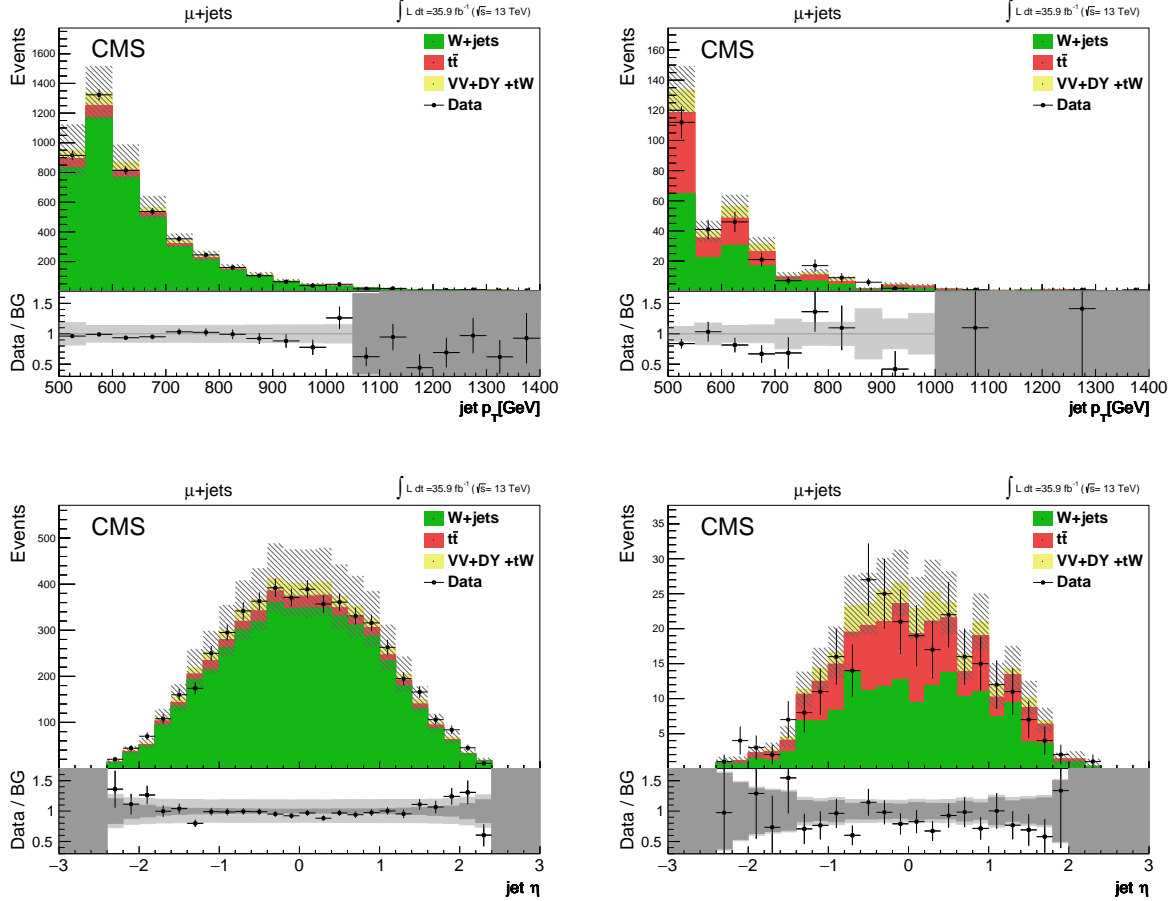 μ+jets
∫ L dt =35.9 fb⁻¹ (√s= 13 TeV)
CMS
W+jets
tt̄
VV+DY +tW
Data
Events
1600
1400
1200
1000
800
600
400
200
Data / BG
1.5
1
0.5
500 600 700 800 900 1000 1100 1200 1300 1400
jet p_T[GeV]
μ+jets
∫ L dt =35.9 fb⁻¹ (√s= 13 TeV)
CMS
W+jets
tt̄
VV+DY +tW
Data
Events
160
140
120
100
80
60
40
20
Data / BG
1.5
1
0.5
500 600 700 800 900 1000 1100 1200 1300 1400
jet p_T[GeV]
μ+jets
∫ L dt =35.9 fb⁻¹ (√s= 13 TeV)
CMS
W+jets
tt̄
VV+DY +tW
Data
Events
500
400
300
200
100
Data / BG
1.5
1
0.5
−3 −2 −1 0 1 2 3
jet η
μ+jets
∫ L dt =35.9 fb⁻¹ (√s= 13 TeV)
CMS
W+jets
tt̄
VV+DY +tW
Data
Events
35
30
25
20
15
10
5
Data / BG
1.5
1
0.5
−3 −2 −1 0 1 2 3
jet η